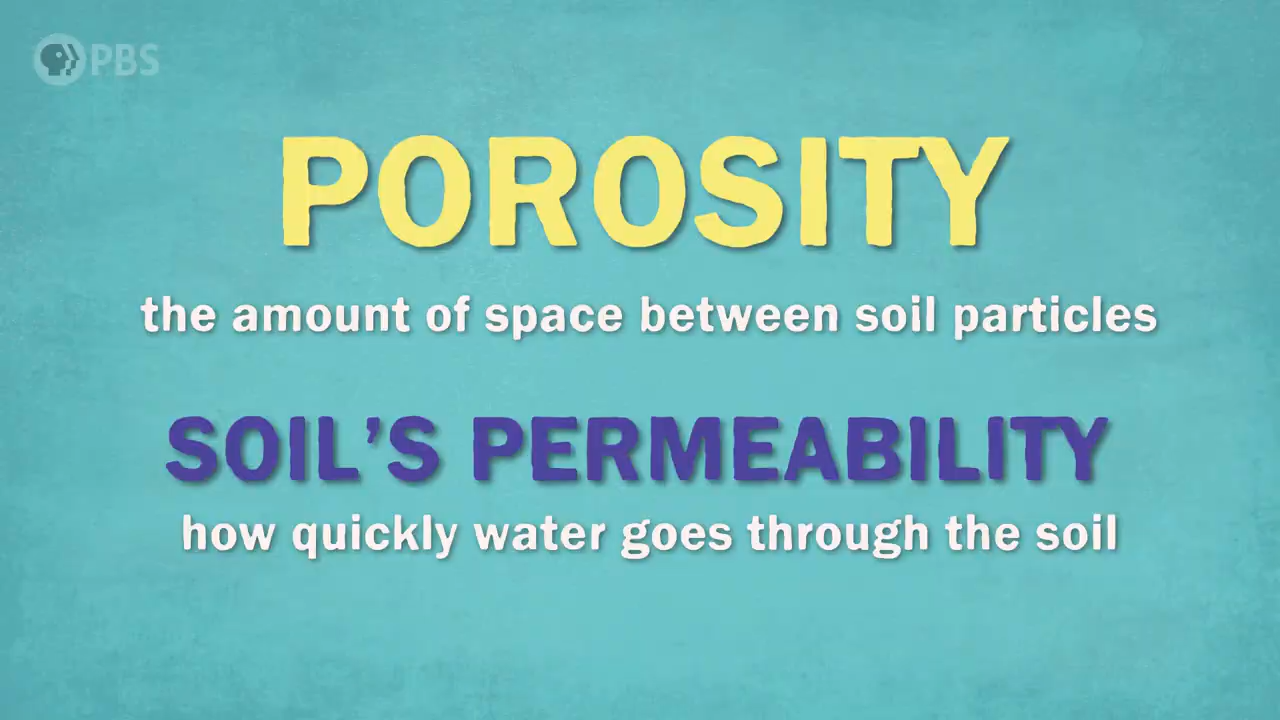 PBS
POROSITY
the amount of space between soil particles
SOIL’S PERMEABILITY
how quickly water goes through the soil